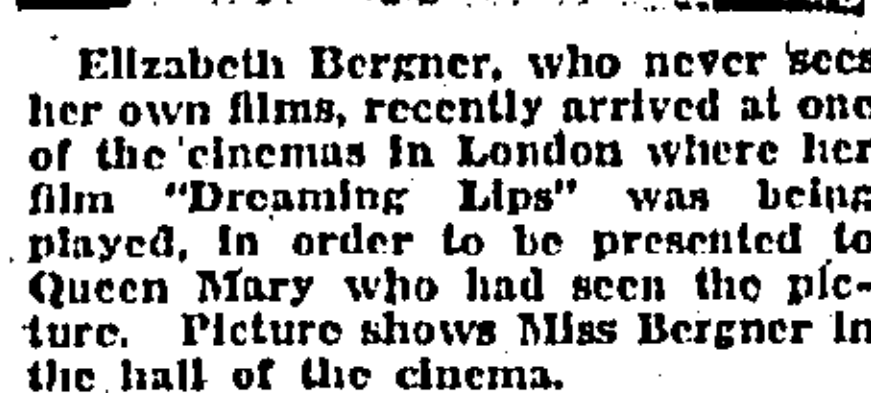 Elizabeth Bergner, who never sees
her own films, recently arrived at one
of the cinemas in London where her
film "Dreaming Lips" was being
played, in order to be presented to
Queen Mary who had seen the pic-
ture. Picture shows Miss Bergner in
the hall of the cinema.